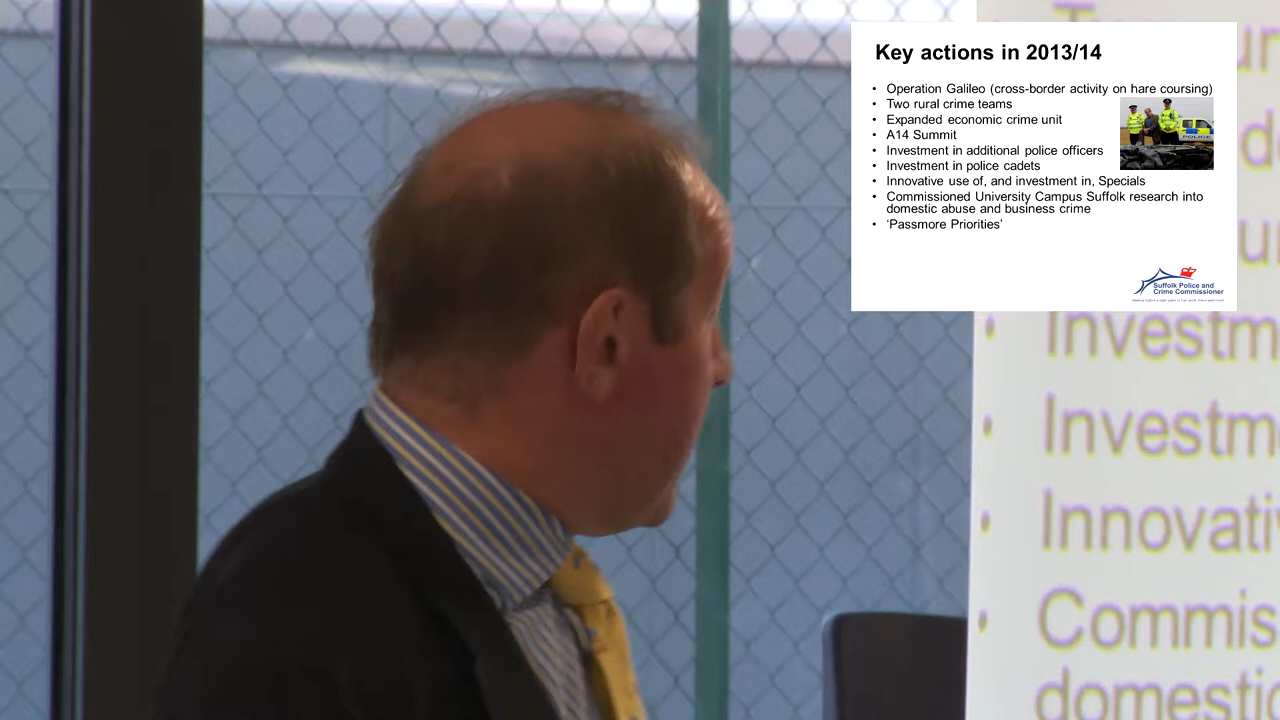 Key actions in 2013/14
• Operation Galileo (cross-border activity on hare coursing)
• Two rural crime teams
• Expanded economic crime unit
• A14 Summit
• Investment in additional police officers
• Investment in police cadets
• Innovative use of, and investment in, Specials
• Commissioned University Campus Suffolk research into
domestic abuse and business crime
• ‘Passmore Priorities’
POLICE
Suffolk Police and
Crime Commissioner
• Investm
• Investm
• Innovati
• Commis
domestic